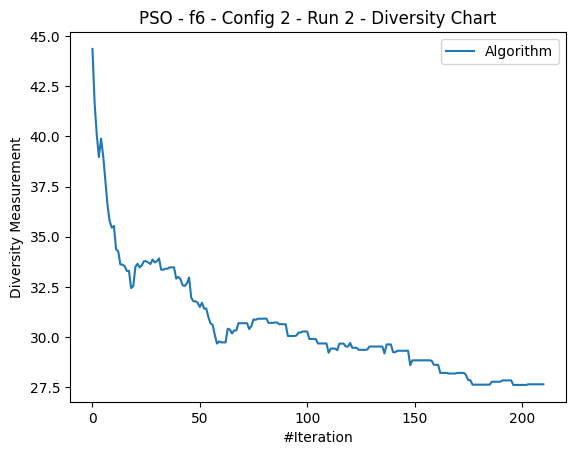 PSO - f6 - Config 2 - Run 2 - Diversity Chart
Algorithm
Diversity Measurement
45.0
42.5
40.0
37.5
35.0
32.5
30.0
27.5
0 50 100 150 200
#Iteration